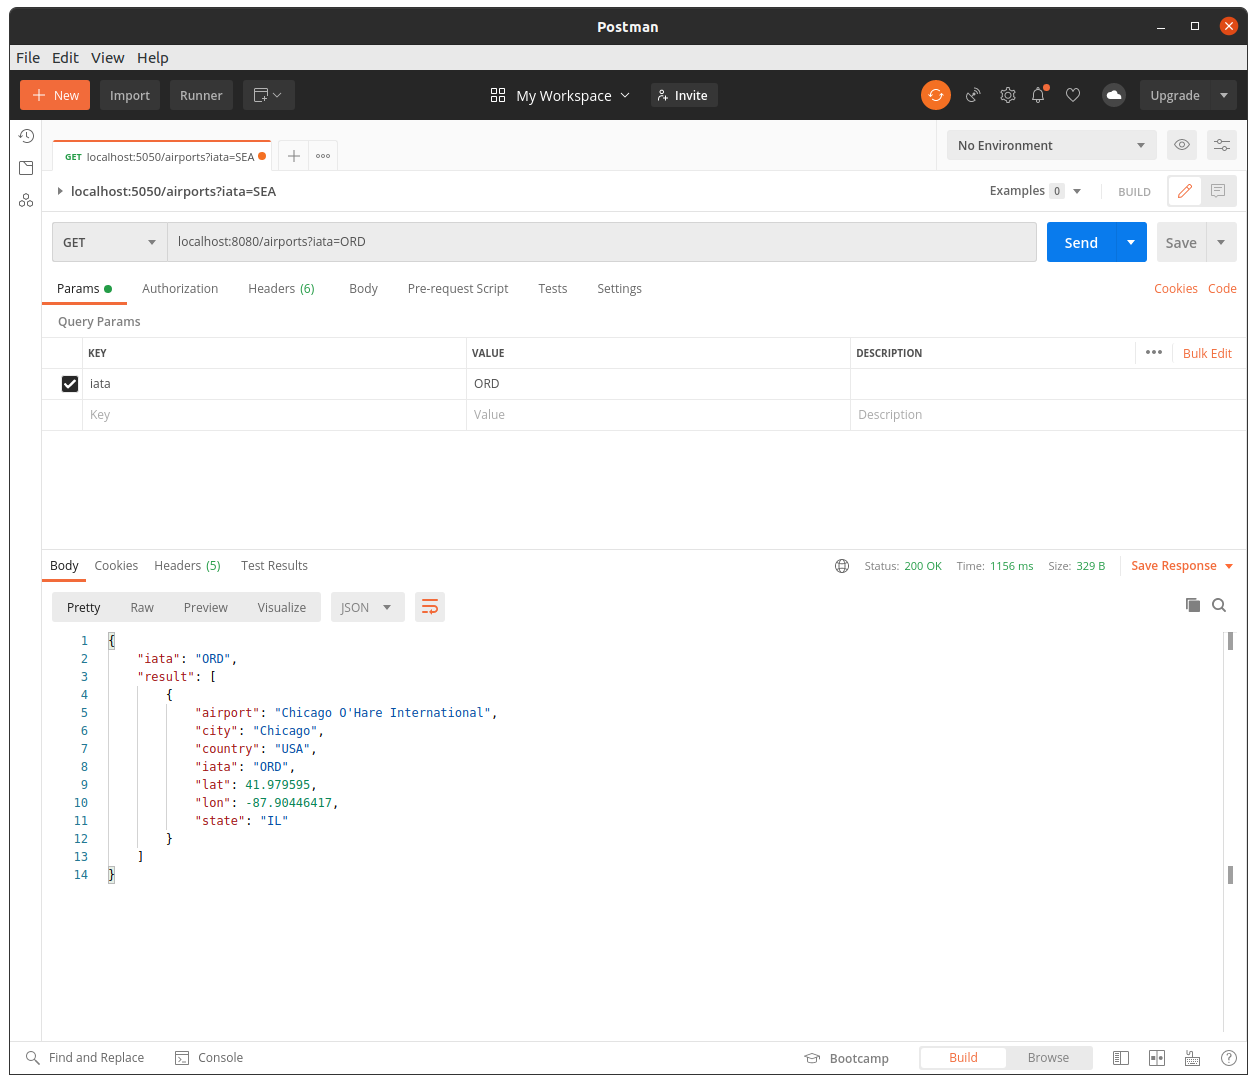 Postman
File Edit View Help
New Import Runner My Workspace Invite Upgrade
GET localhost:5050/airports?iata=SEA No Environment
localhost:5050/airports?iata=SEA Examples 0 BUILD
GET localhost:8080/airports?iata=ORD Send Save
Params Authorization Headers (6) Body Pre-request Script Tests Settings Cookies Code
Query Params
KEY VALUE DESCRIPTION Bulk Edit
iata ORD
Key Value Description
Body Cookies Headers (5) Test Results Status: 200 OK Time: 1156 ms Size: 329 B Save Response
Pretty Raw Preview Visualize JSON
1 {
2 "iata": "ORD",
3 "result": [
4 {
5 "airport": "Chicago O'Hare International",
6 "city": "Chicago",
7 "country": "USA",
8 "iata": "ORD",
9 "lat": 41.979595,
10 "lon": -87.90446417,
11 "state": "IL"
12 }
13 ]
14 }
Find and Replace Console Bootcamp Build Browse